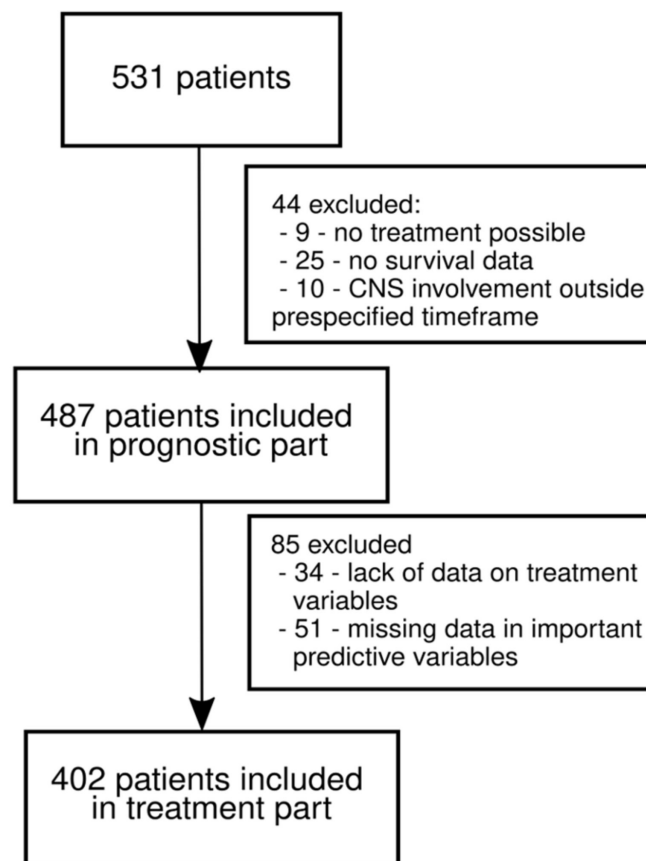 531 patients
44 excluded:
- 9 - no treatment possible
- 25 - no survival data
- 10 - CNS involvement outside
prespecified timeframe
487 patients included
in prognostic part
85 excluded
- 34 - lack of data on treatment
variables
- 51 - missing data in important
predictive variables
402 patients included
in treatment part